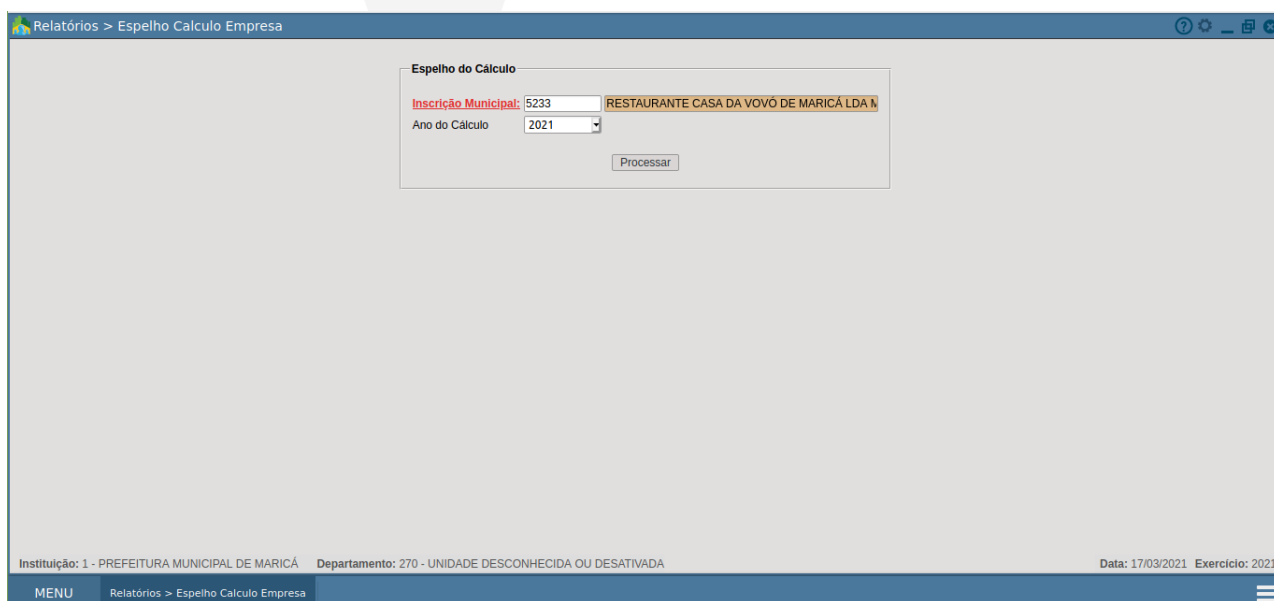 Relatórios > Espelho Calculo Empresa
Espelho do Cálculo
Inscrição Municipal: 5233 RESTAURANTE CASA DA VOVÓ DE MARICÁ LDA M
Ano do Cálculo 2021
Processar
Instituição: 1 - PREFEITURA MUNICIPAL DE MARICÁ Departamento: 270 - UNIDADE DESCONHECIDA OU DESATIVADA Data: 17/03/2021 Exercício: 2021
MENU Relatórios > Espelho Calculo Empresa